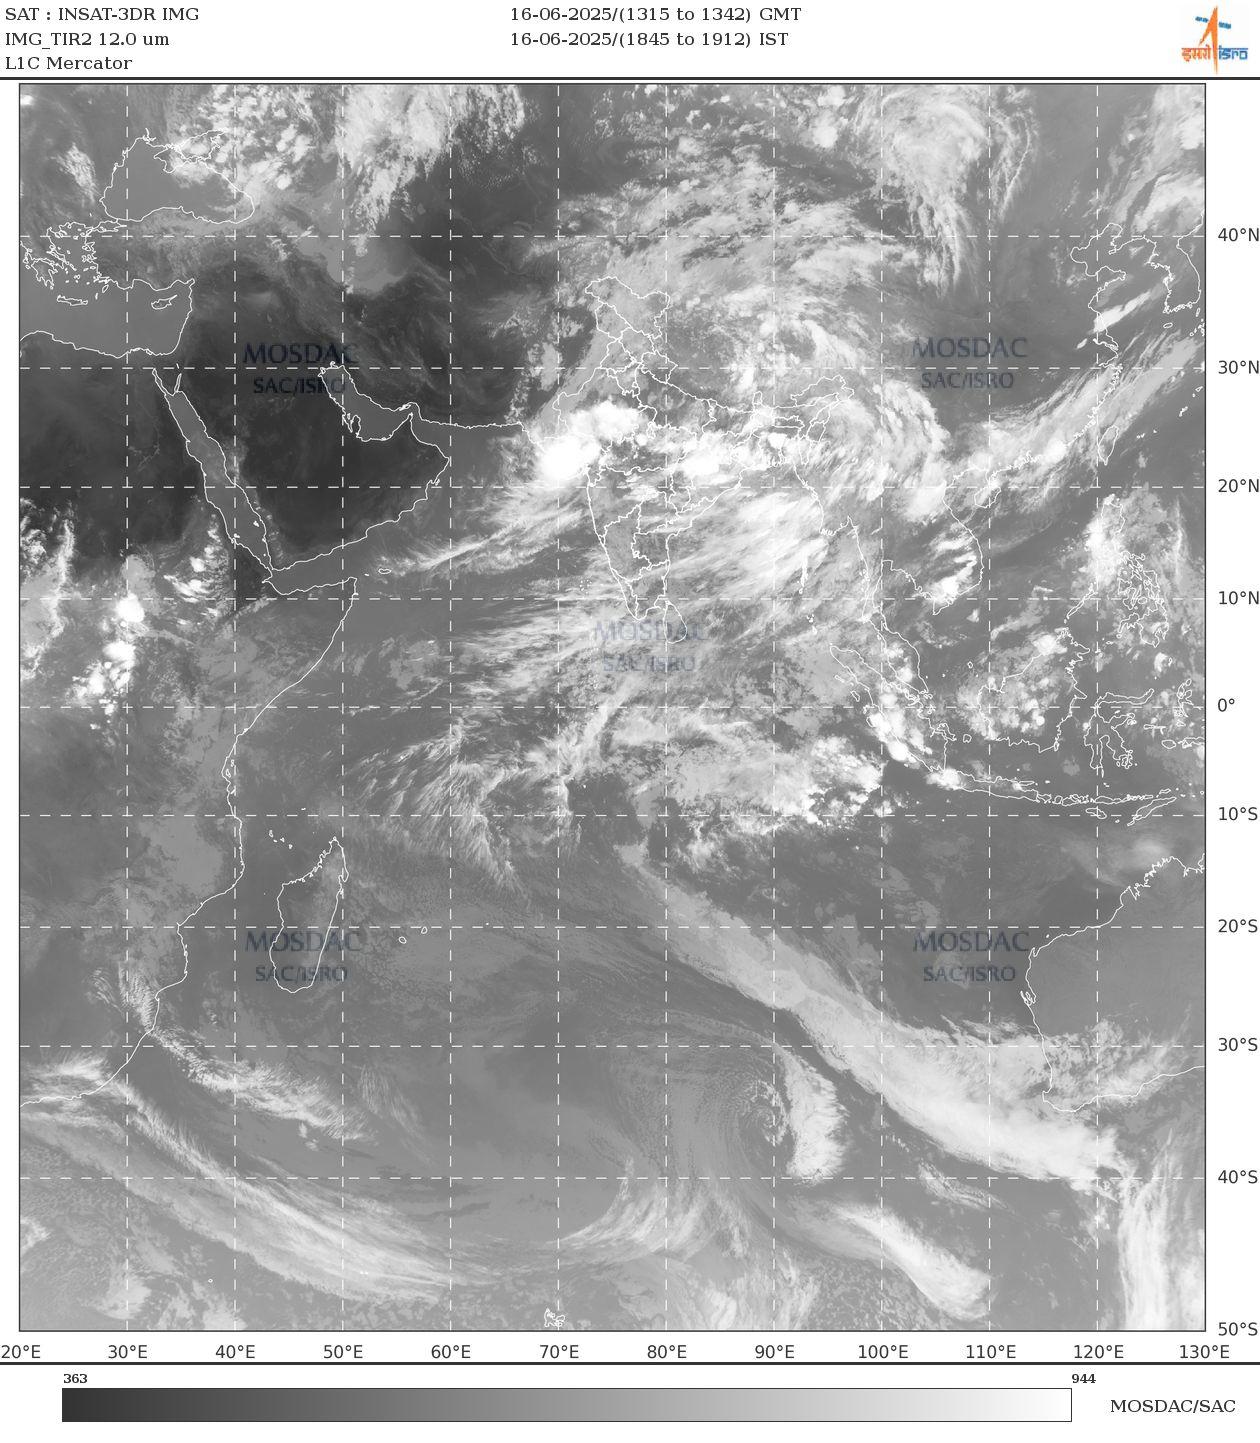 SAT : INSAT-3DR IMG
IMG_TIR2 12.0 um
L1C Mercator
16-06-2025/(1315 to 1342) GMT
16-06-2025/(1845 to 1912) IST
इसरो isro
40°N
MOSDAC
SAC/ISRO
MOSDAC
SAC/ISRO
30°N
20°N
10°N
MOSDAC
SAC/ISRO
0°
10°S
20°S
MOSDAC
SAC/ISRO
MOSDAC
SAC/ISRO
30°S
40°S
50°S
20°E 30°E 40°E 50°E 60°E 70°E 80°E 90°E 100°E 110°E 120°E 130°E
363 944
MOSDAC/SAC